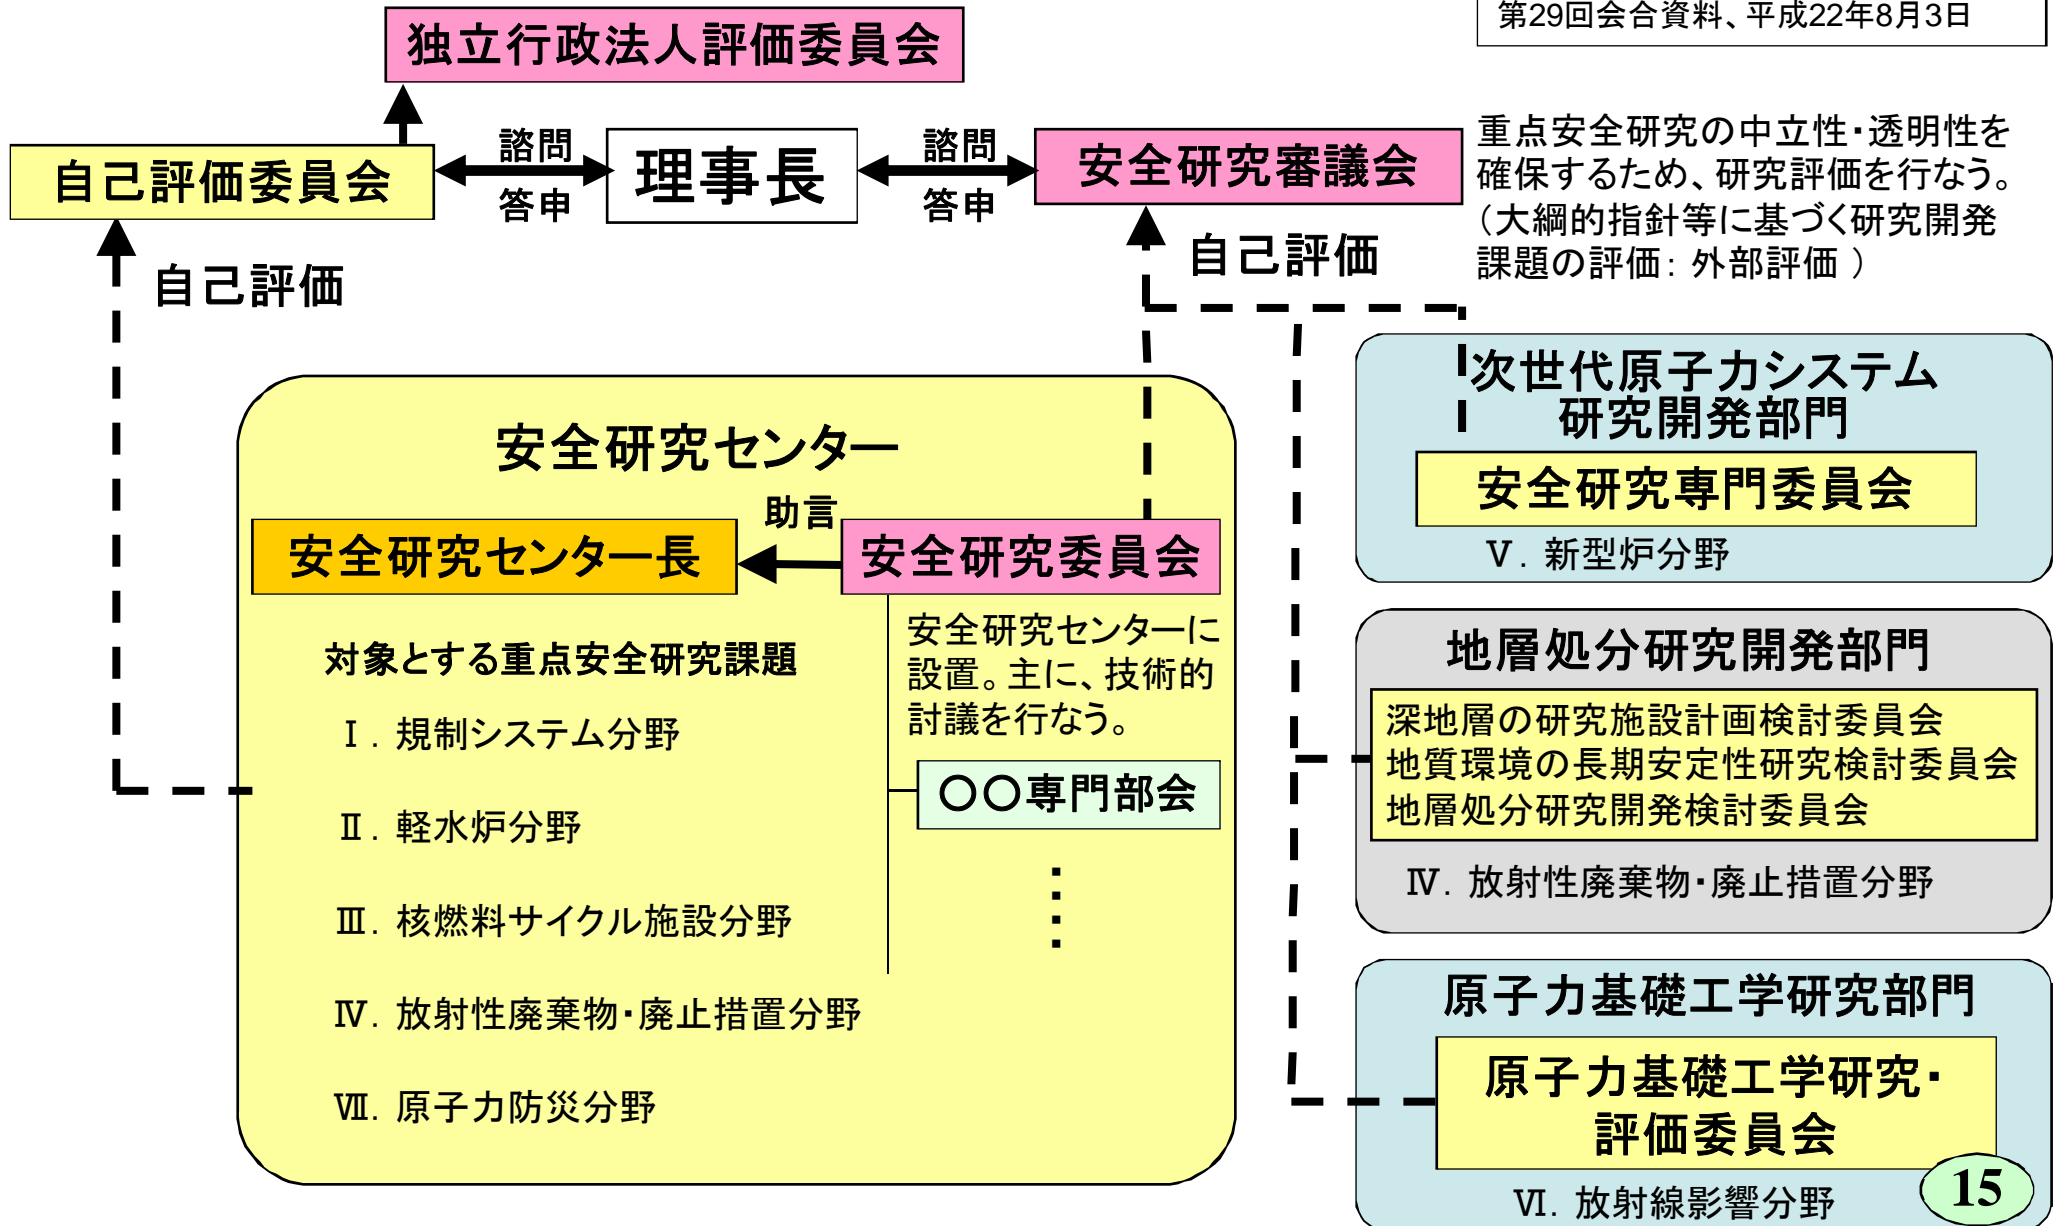 第29回会合資料、平成22年8月3日
独立行政法人評価委員会
自己評価委員会
諮問
答申
理事長
諮問
答申
安全研究審議会
重点安全研究の中立性・透明性を
確保するため、研究評価を行なう。
（大綱的指針等に基づく研究開発
課題の評価：外部評価）
自己評価
自己評価
安全研究センター
助言
安全研究センター長
安全研究委員会
対象とする重点安全研究課題
Ⅰ．規制システム分野
Ⅱ．軽水炉分野
Ⅲ．核燃料サイクル施設分野
Ⅳ．放射性廃棄物・廃止措置分野
Ⅶ．原子力防災分野
安全研究センターに
設置。主に、技術的
討議を行なう。
〇〇専門部会
次世代原子力システム
研究開発部門
安全研究専門委員会
Ⅴ．新型炉分野
地層処分研究開発部門
深地層の研究施設計画検討委員会
地質環境の長期安定性研究検討委員会
地層処分研究開発検討委員会
Ⅳ．放射性廃棄物・廃止措置分野
原子力基礎工学研究部門
原子力基礎工学研究・
評価委員会
Ⅵ．放射線影響分野
15